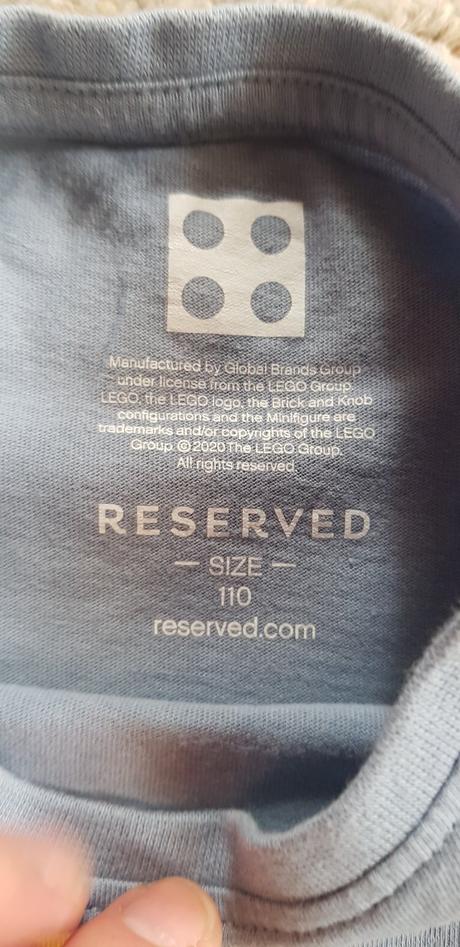 Manufactured by Global Brands Group
under license from the LEGO Group.
LEGO, the LEGO logo, the Brick and Knob
configurations and the Minifigure are
trademarks and/or copyrights of the LEGO
Group. ©2020 The LEGO Group.
All rights reserved.
RESERVED
— SIZE —
110
reserved.com